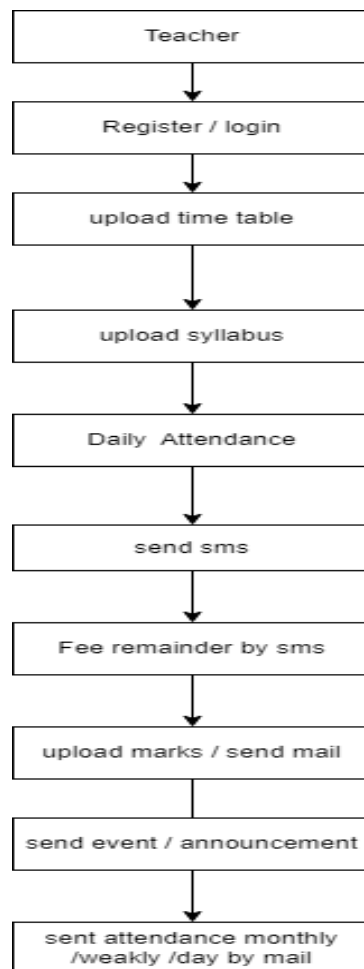 Teacher
Register / login
upload time table
upload syllabus
Daily Attendance
send sms
Fee remainder by sms
upload marks / send mail
send event / announcement
sent attendance monthly
/weakly /day by mail